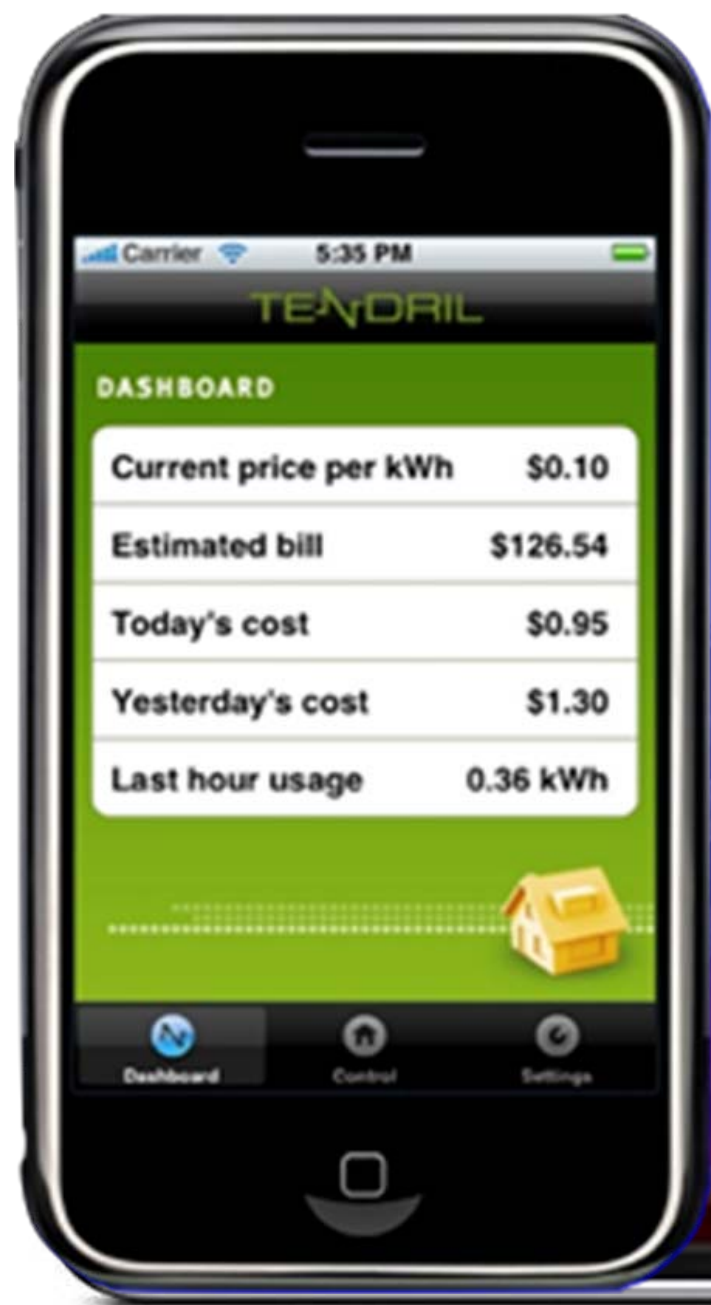 Carrier 5:35 PM
TENDRIL
DASHBOARD
Current price per kWh $0.10
Estimated bill $126.54
Today's cost $0.95
Yesterday's cost $1.30
Last hour usage 0.36 kWh
Dashboard Control Settings